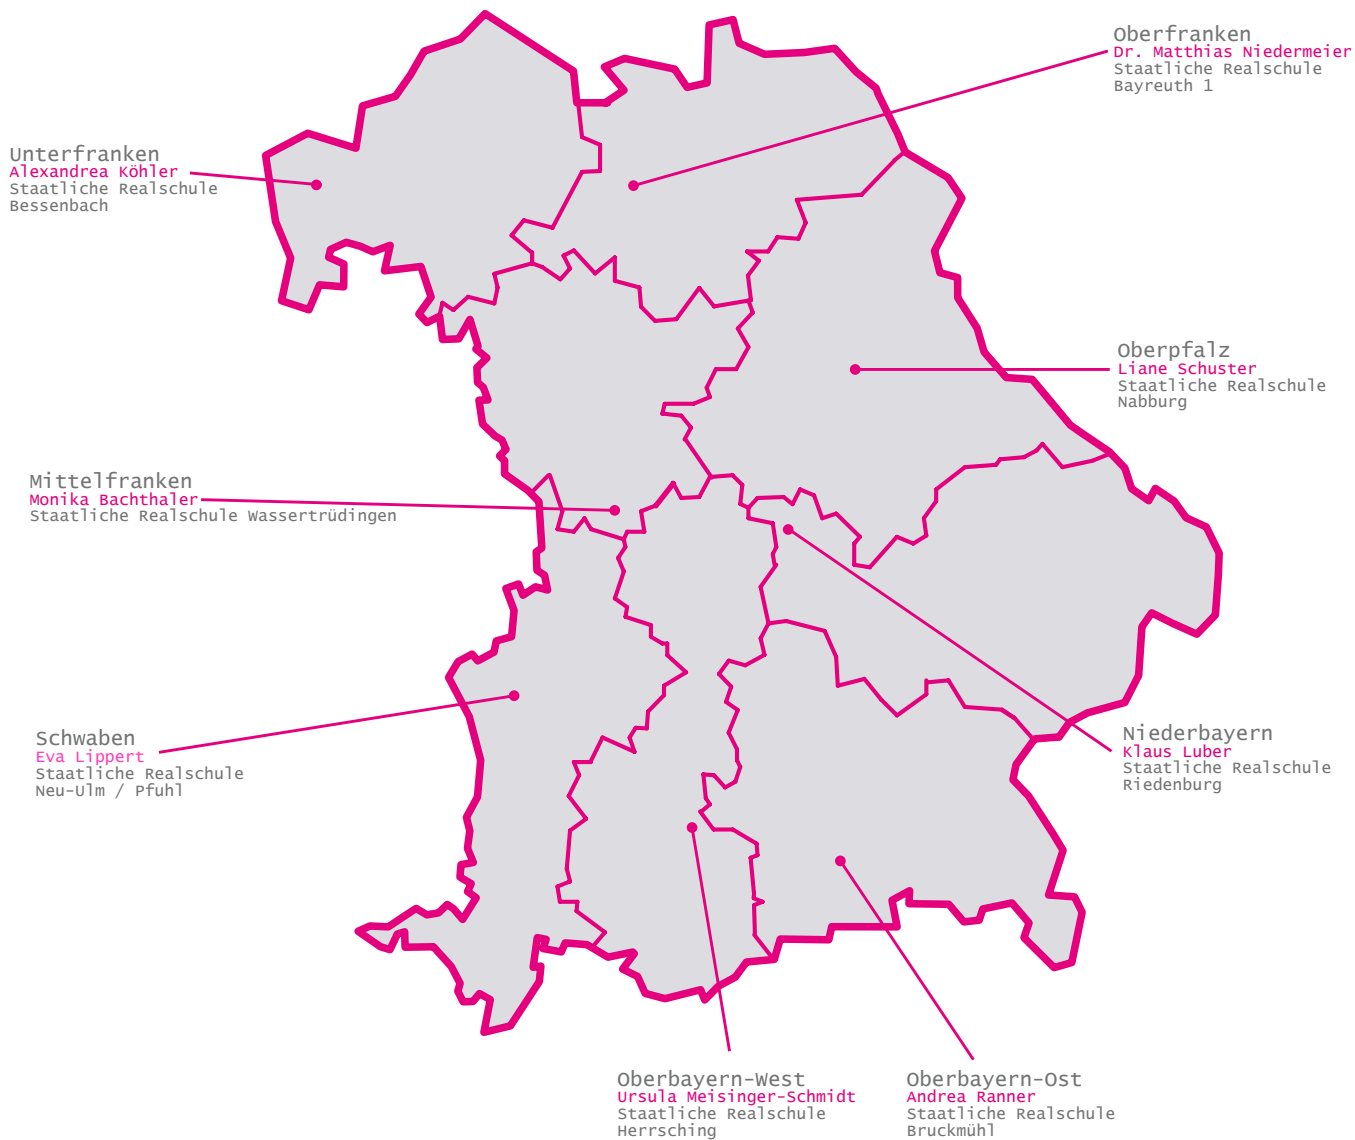 Oberfranken
Dr. Matthias Niedermeier
Staatliche Realschule
Bayreuth 1
Unterfranken
Alexandrea Köhler
Staatliche Realschule
Bessenbach
Oberpfalz
Liane Schuster
Staatliche Realschule
Nabburg
Mittelfranken
Monika Bachthaler
Staatliche Realschule Wassertrüdingen
Schwaben
Eva Lippert
Staatliche Realschule
Neu-Ulm / Pfuhl
Niederbayern
Klaus Luber
Staatliche Realschule
Riedenburg
Oberbayern-West
Ursula Meisinger-Schmidt
Staatliche Realschule
Herrsching
Oberbayern-Ost
Andrea Ranner
Staatliche Realschule
Bruckmühl